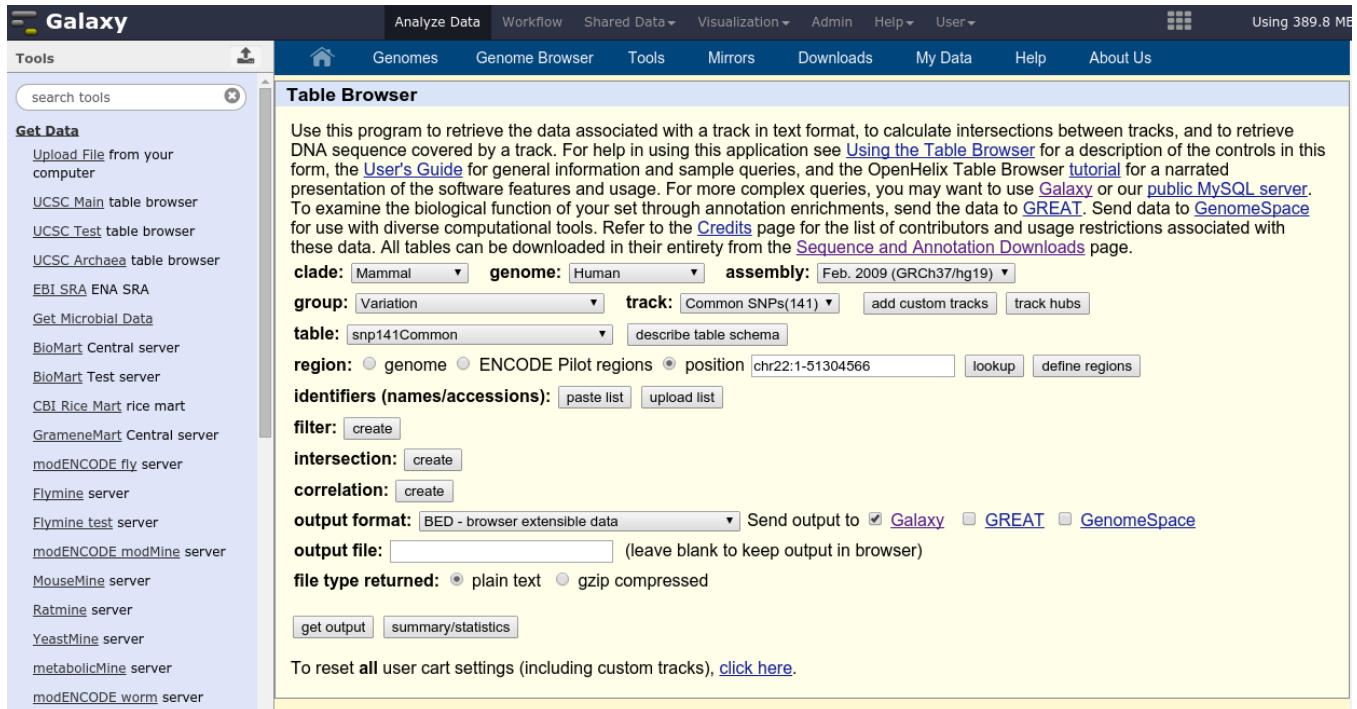 Galaxy
Analyze Data Workflow Shared Data Visualization Admin Help User
Using 389.8 MB
Tools
search tools
Get Data
Upload File from your
computer
UCSC Main table browser
UCSC Test table browser
UCSC Archaea table browser
EBI SRA ENA SRA
Get Microbial Data
BioMart Central server
BioMart Test server
CBI Rice Mart rice mart
GrameneMart Central server
modENCODE fly server
Flymine server
Flymine test server
modENCODE modMine server
MouseMine server
Ratmine server
YeastMine server
metabolicMine server
modENCODE worm server
Genomes Genome Browser Tools Mirrors Downloads My Data Help About Us
Table Browser
Use this program to retrieve the data associated with a track in text format, to calculate intersections between tracks, and to retrieve
DNA sequence covered by a track. For help in using this application see Using the Table Browser for a description of the controls in this
form, the User's Guide for general information and sample queries, and the OpenHelix Table Browser tutorial for a narrated
presentation of the software features and usage. For more complex queries, you may want to use Galaxy or our public MySQL server.
To examine the biological function of your set through annotation enrichments, send the data to GREAT. Send data to GenomeSpace
for use with diverse computational tools. Refer to the Credits page for the list of contributors and usage restrictions associated with
these data. All tables can be downloaded in their entirety from the Sequence and Annotation Downloads page.
clade: Mammal genome: Human assembly: Feb. 2009 (GRCh37/hg19)
group: Variation track: Common SNPs(141) add custom tracks track hubs
table: snp141Common describe table schema
region: genome ENCODE Pilot regions position chr22:1-51304566 lookup define regions
identifiers (names/accessions): paste list upload list
filter: create
intersection: create
correlation: create
output format: BED - browser extensible data Send output to Galaxy GREAT GenomeSpace
output file: (leave blank to keep output in browser)
file type returned: plain text gzip compressed
get output summary/statistics
To reset all user cart settings (including custom tracks), click here.